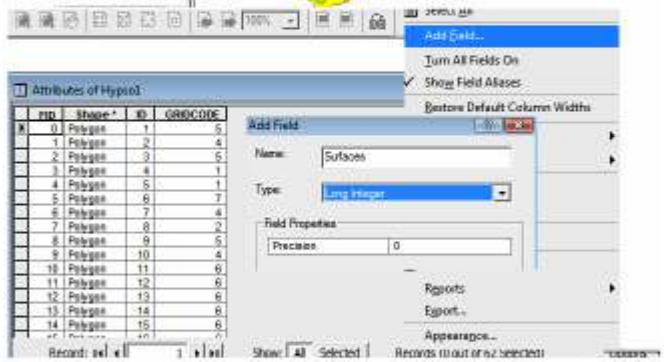 100%
Select All
Add Field...
Turn All Fields On
Show Field Aliases
Restore Default Column Widths
Attributes of Hypso1
FID Shape * ID GRIDCODE
0 Polygon 1 5
1 Polygon 2 4
2 Polygon 3 5
3 Polygon 4 1
4 Polygon 5 1
5 Polygon 6 7
6 Polygon 7 4
7 Polygon 8 2
8 Polygon 9 5
9 Polygon 10 4
10 Polygon 11 6
11 Polygon 12 6
12 Polygon 13 6
13 Polygon 14 6
14 Polygon 15 6
Add Field
Name: Surfaces
Type: Long Integer
Field Properties
Precision 0
Reports
Export...
Appearance...
Record: 1 Show: All Selected Records (0 out of 62 Selected)